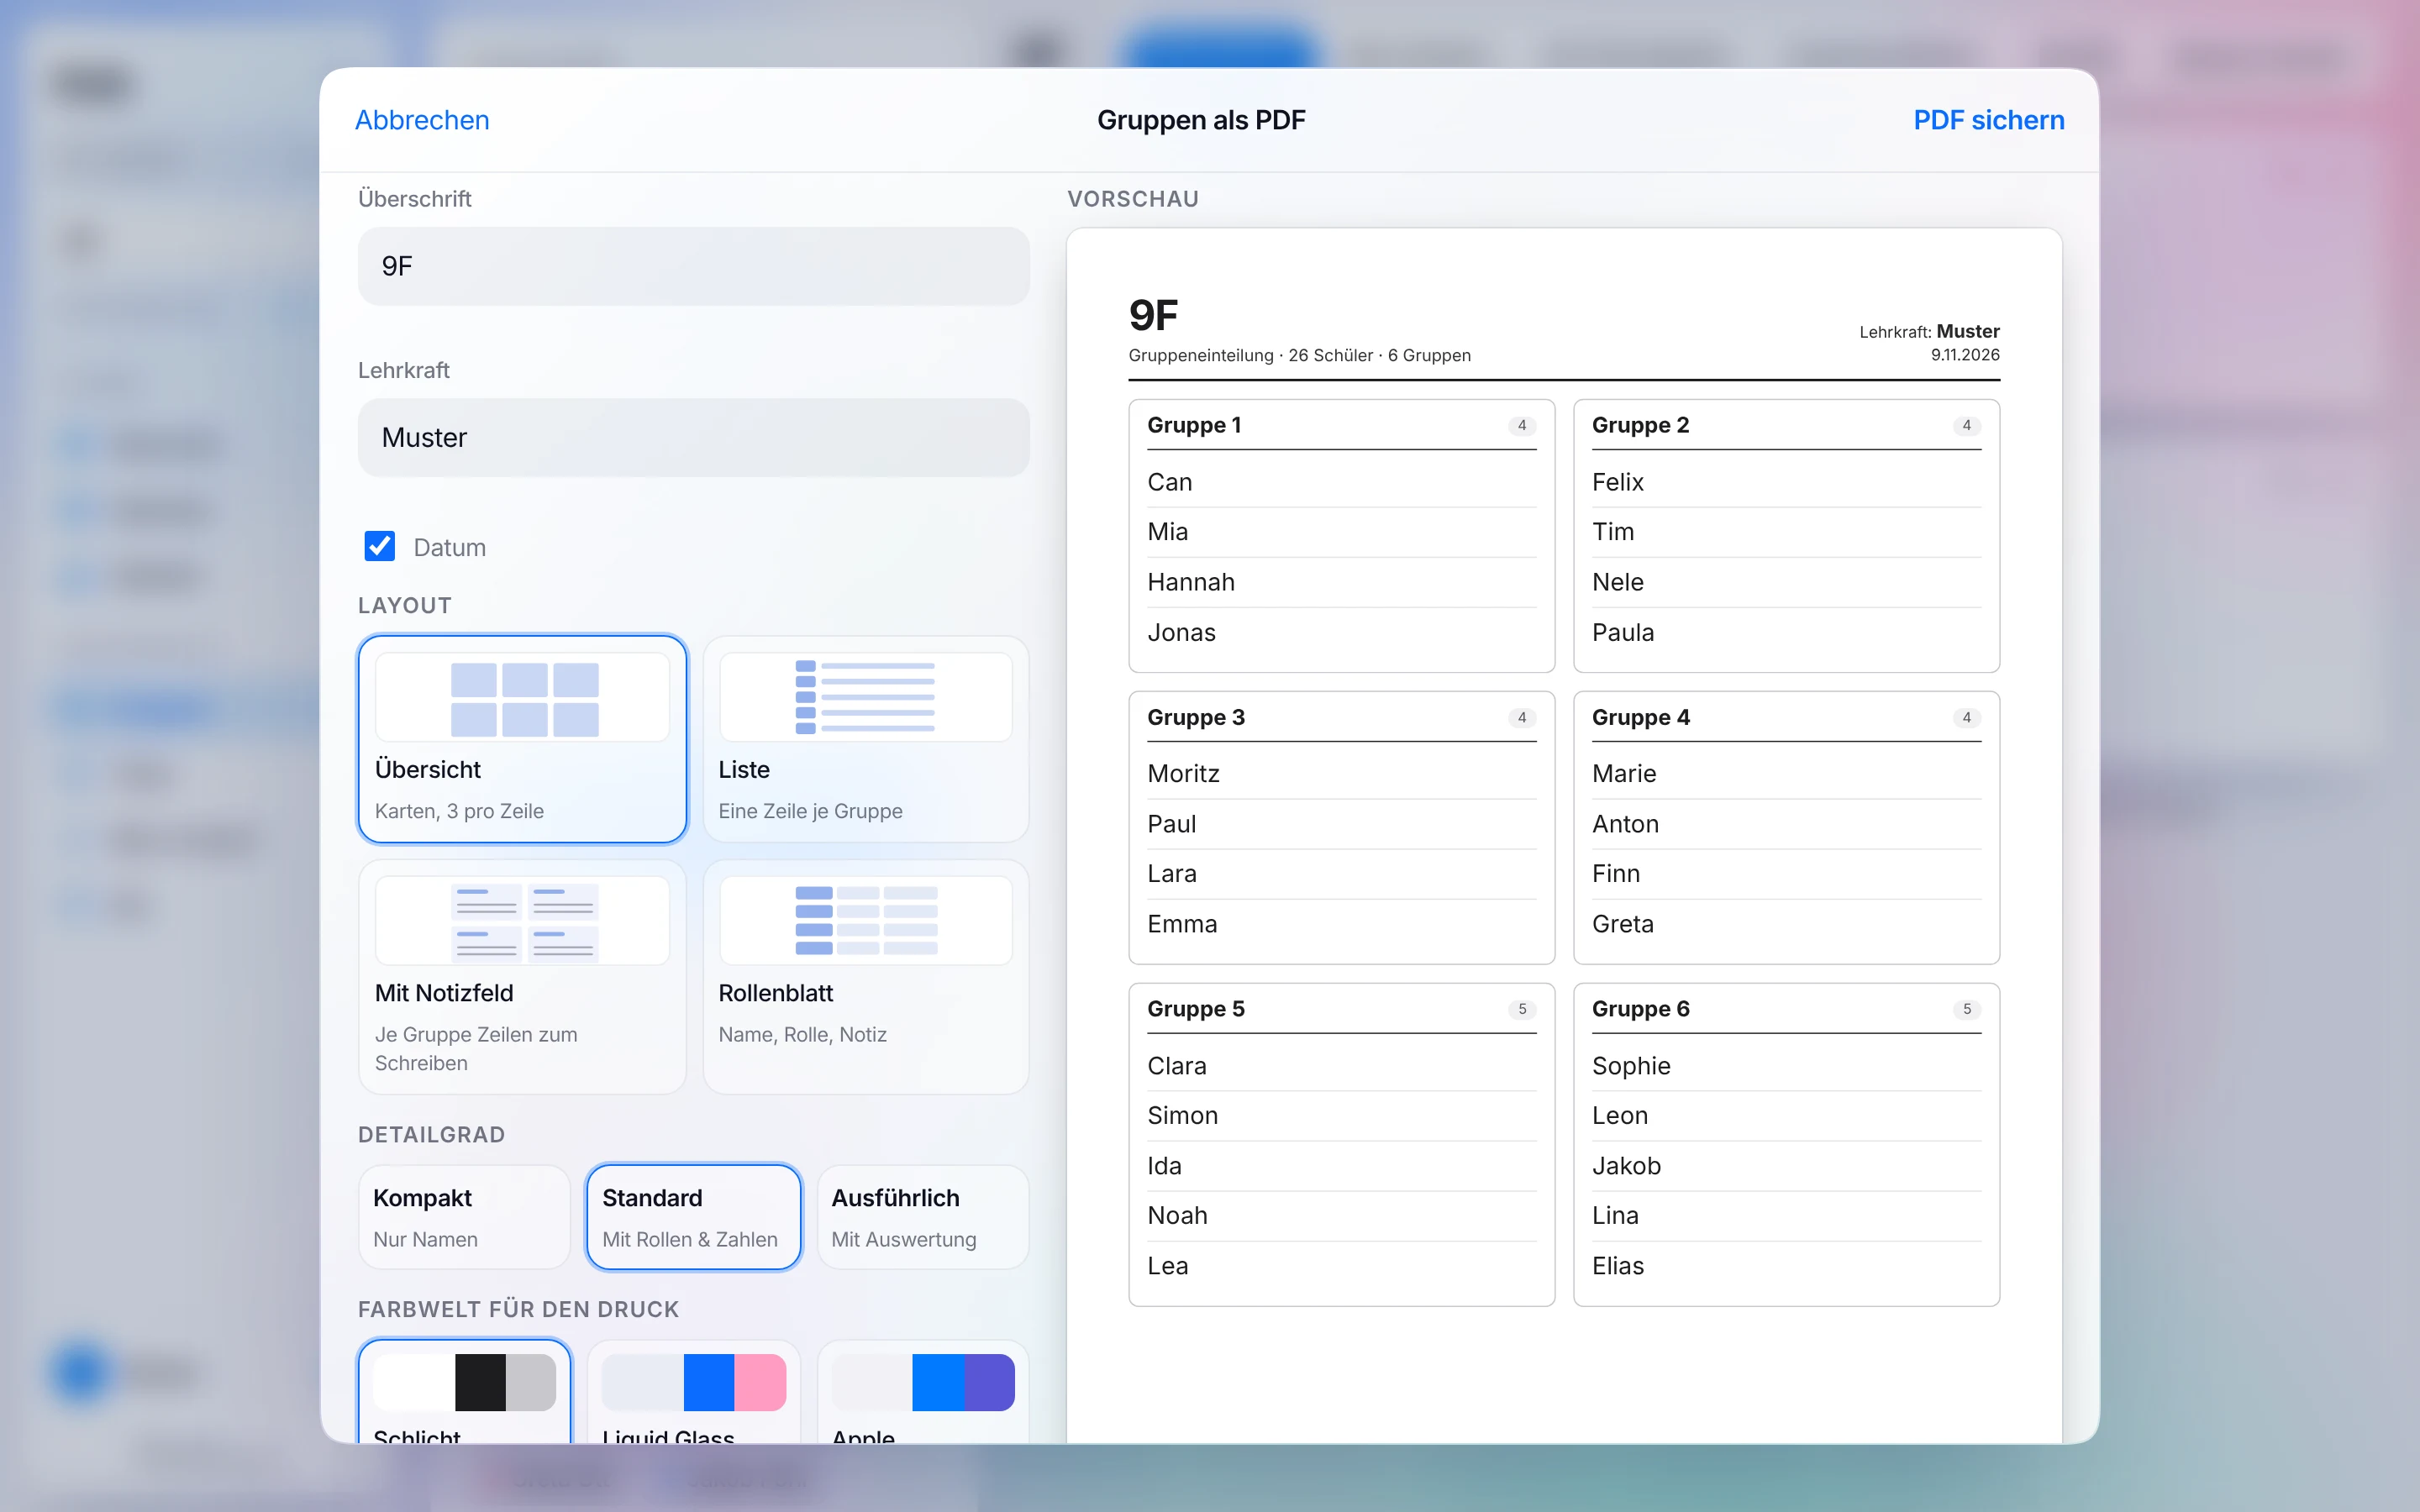 Abbrechen
Gruppen als PDF
PDF sichern
Überschrift
9F
Lehrkraft
Muster
Datum
LAYOUT
Übersicht
Karten, 3 pro Zeile
Liste
Eine Zeile je Gruppe
Mit Notizfeld
Je Gruppe Zeilen zum
Schreiben
Rollenblatt
Name, Rolle, Notiz
DETAILGRAD
Kompakt
Nur Namen
Standard
Mit Rollen & Zahlen
Ausführlich
Mit Auswertung
FARBWELT FÜR DEN DRUCK
Schlicht
Liquid Glass
Apple
VORSCHAU
9F
Gruppeneinteilung · 26 Schüler · 6 Gruppen
Lehrkraft: Muster
9.11.2026
Gruppe 1 4
Can
Mia
Hannah
Jonas
Gruppe 2 4
Felix
Tim
Nele
Paula
Gruppe 3 4
Moritz
Paul
Lara
Emma
Gruppe 4 4
Marie
Anton
Finn
Greta
Gruppe 5 5
Clara
Simon
Ida
Noah
Lea
Gruppe 6 5
Sophie
Leon
Jakob
Lina
Elias